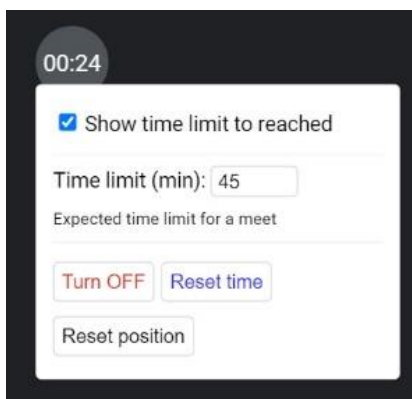 00:24
Show time limit to reached
Time limit (min): 45
Expected time limit for a meet
Turn OFF Reset time
Reset position